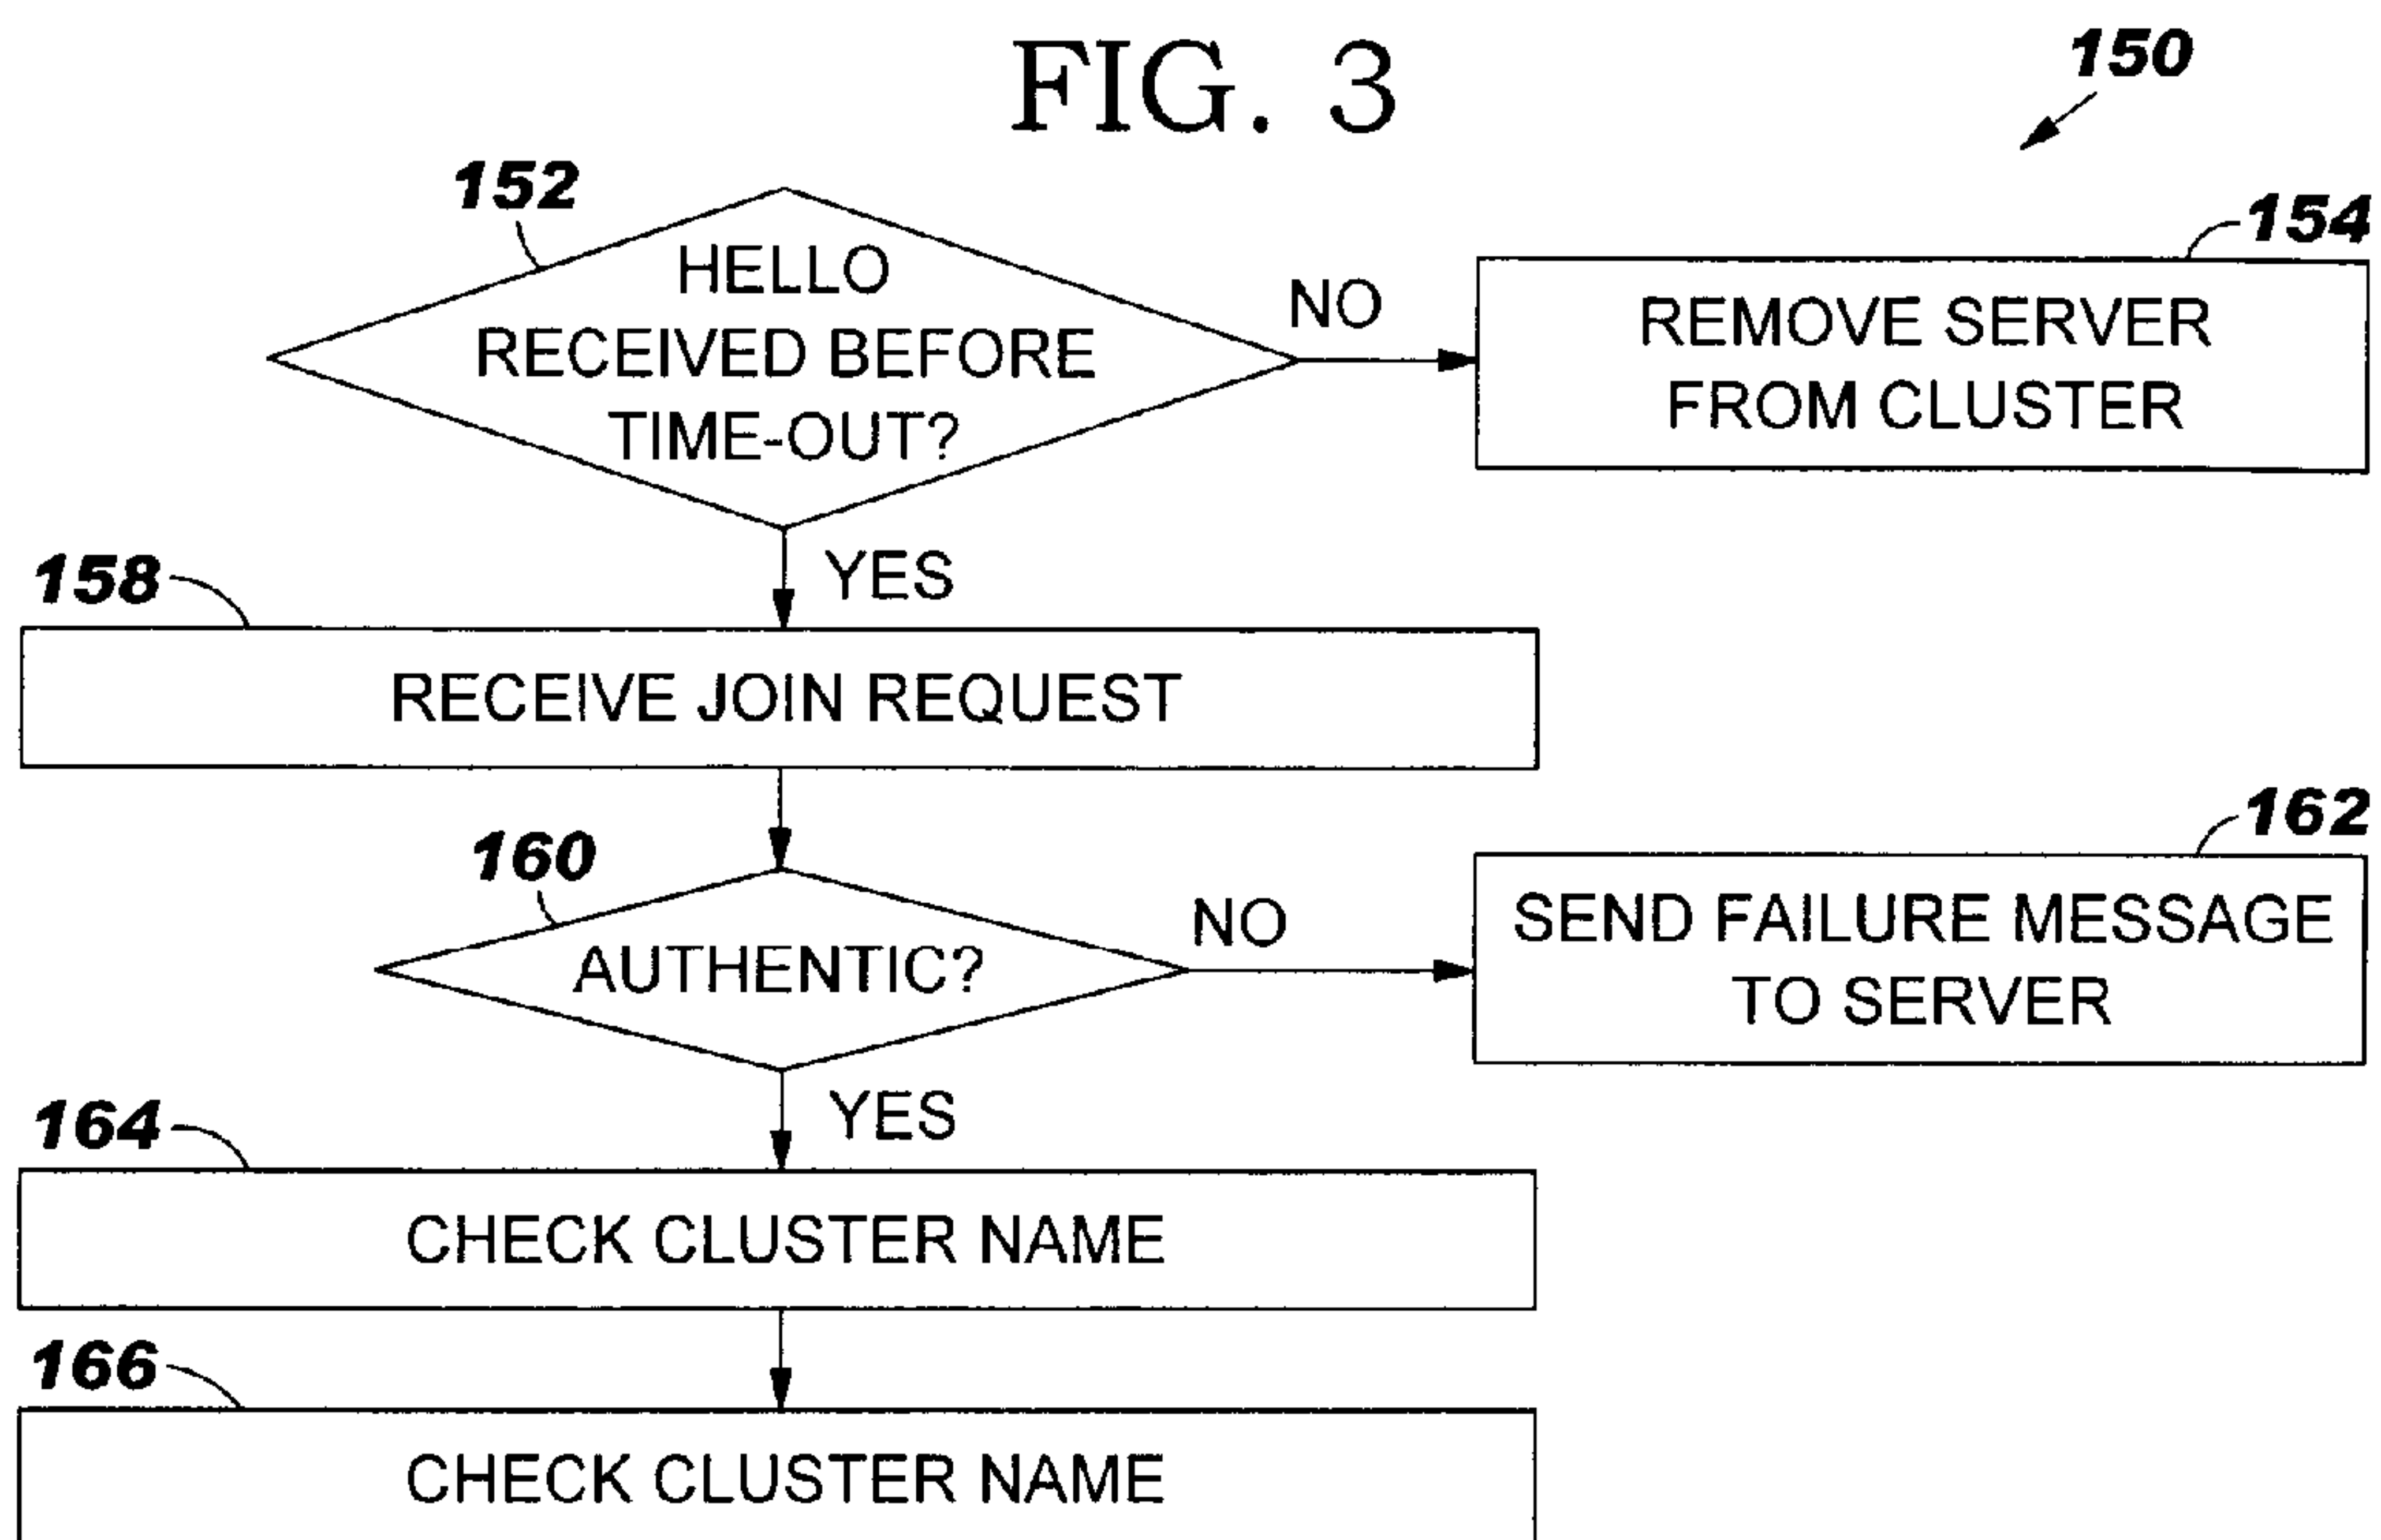 FIG. 3
150
152
HELLO
RECEIVED BEFORE
TIME-OUT?
NO
154
REMOVE SERVER
FROM CLUSTER
YES
158
RECEIVE JOIN REQUEST
160
AUTHENTIC?
NO
162
SEND FAILURE MESSAGE
TO SERVER
YES
164
CHECK CLUSTER NAME
166
CHECK CLUSTER NAME